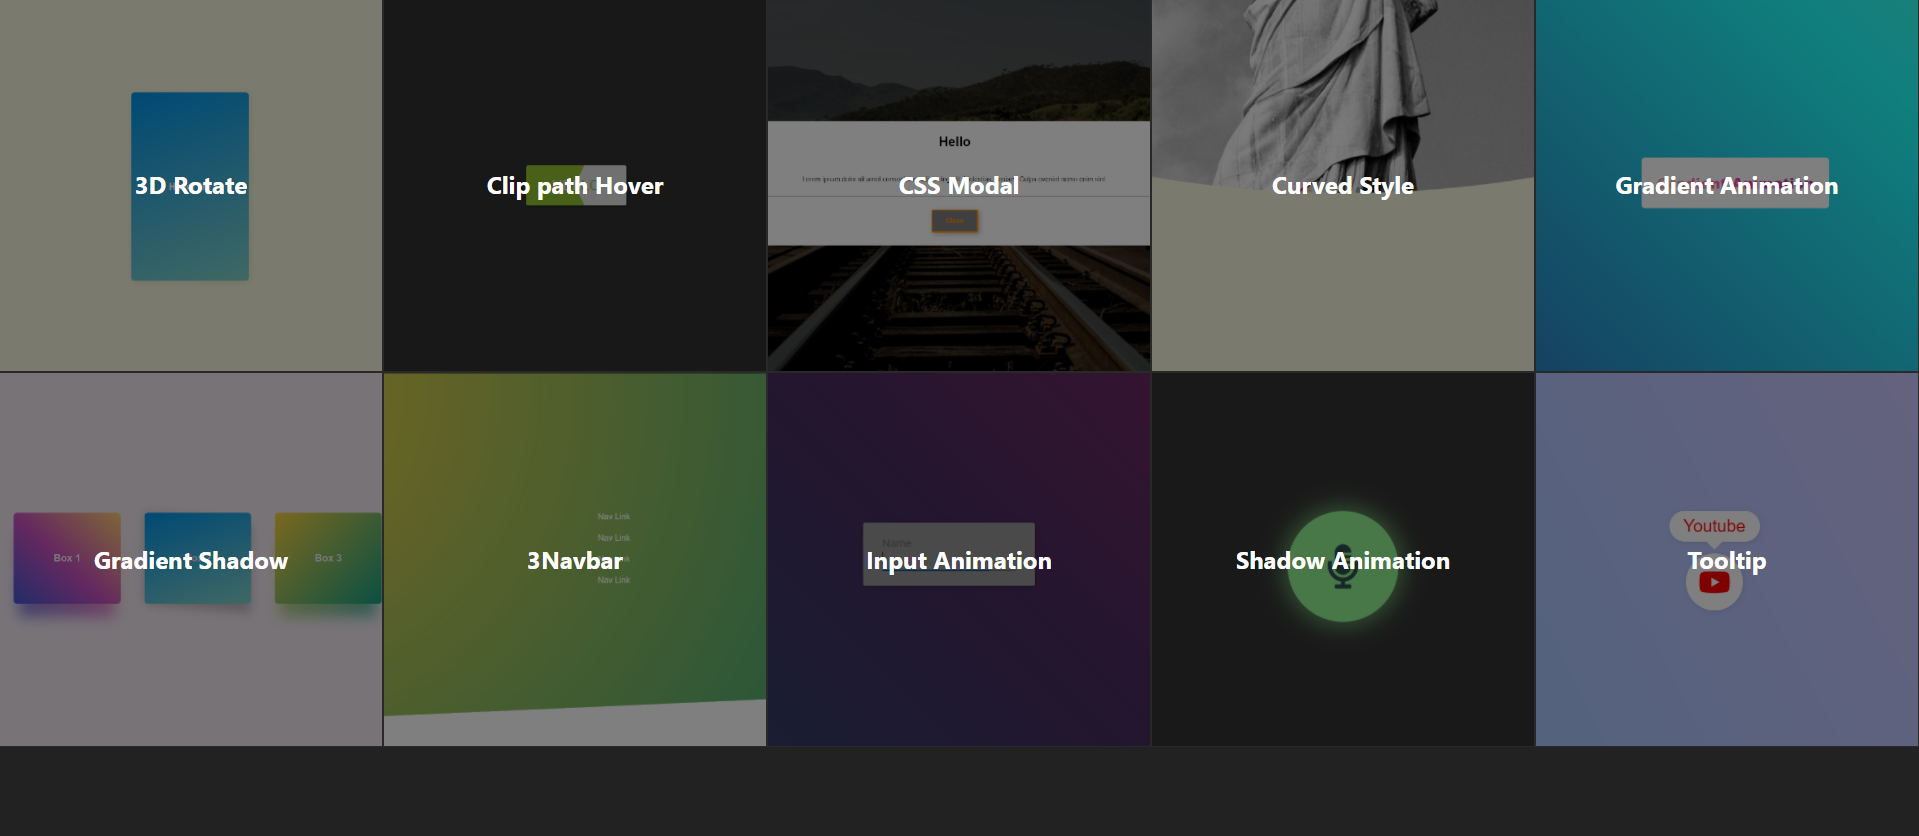 3D Rotate
Clip path Hover
Hello
CSS Modal
Close
Curved Style
Gradient Animation
Box 1
Gradient Shadow
Box 3
Nav Link
Nav Link
3Navbar
Nav Link
Name
Input Animation
Shadow Animation
Youtube
Tooltip